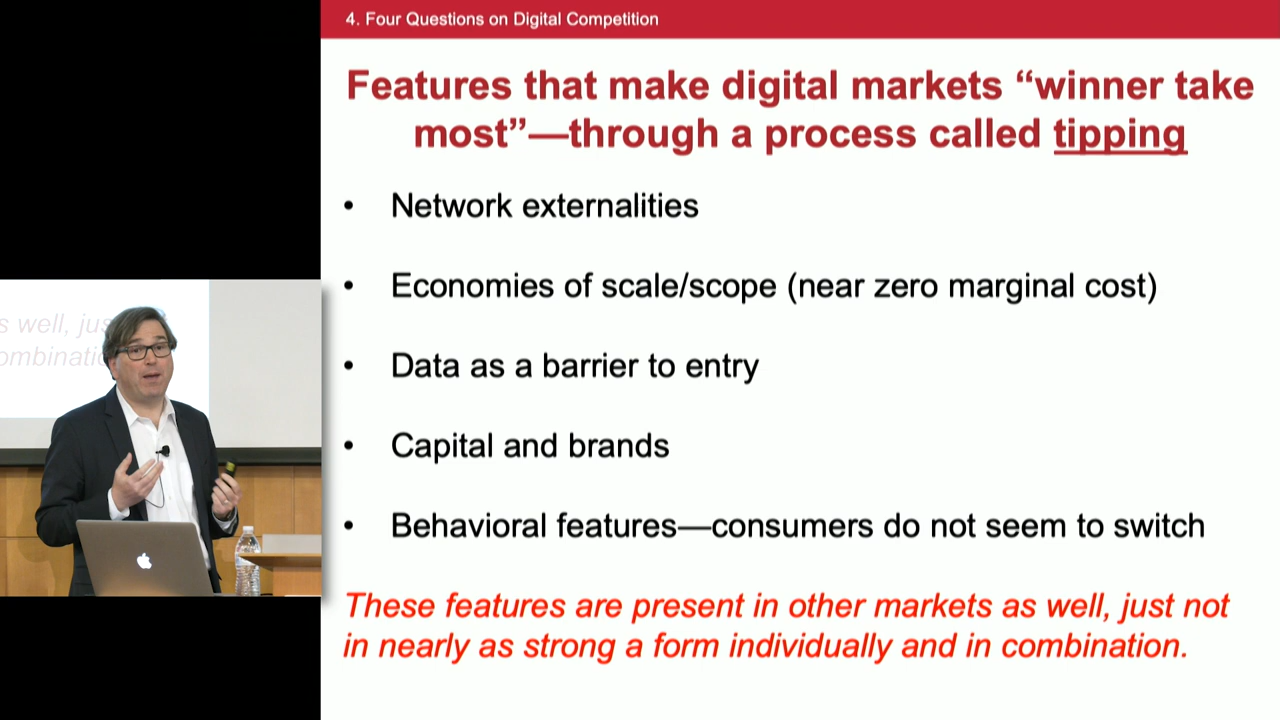 4. Four Questions on Digital Competition
Features that make digital markets “winner take
most”—through a process called tipping
• Network externalities
• Economies of scale/scope (near zero marginal cost)
• Data as a barrier to entry
• Capital and brands
• Behavioral features—consumers do not seem to switch
These features are present in other markets as well, just not
in nearly as strong a form individually and in combination.
s well, jus
ombinatio